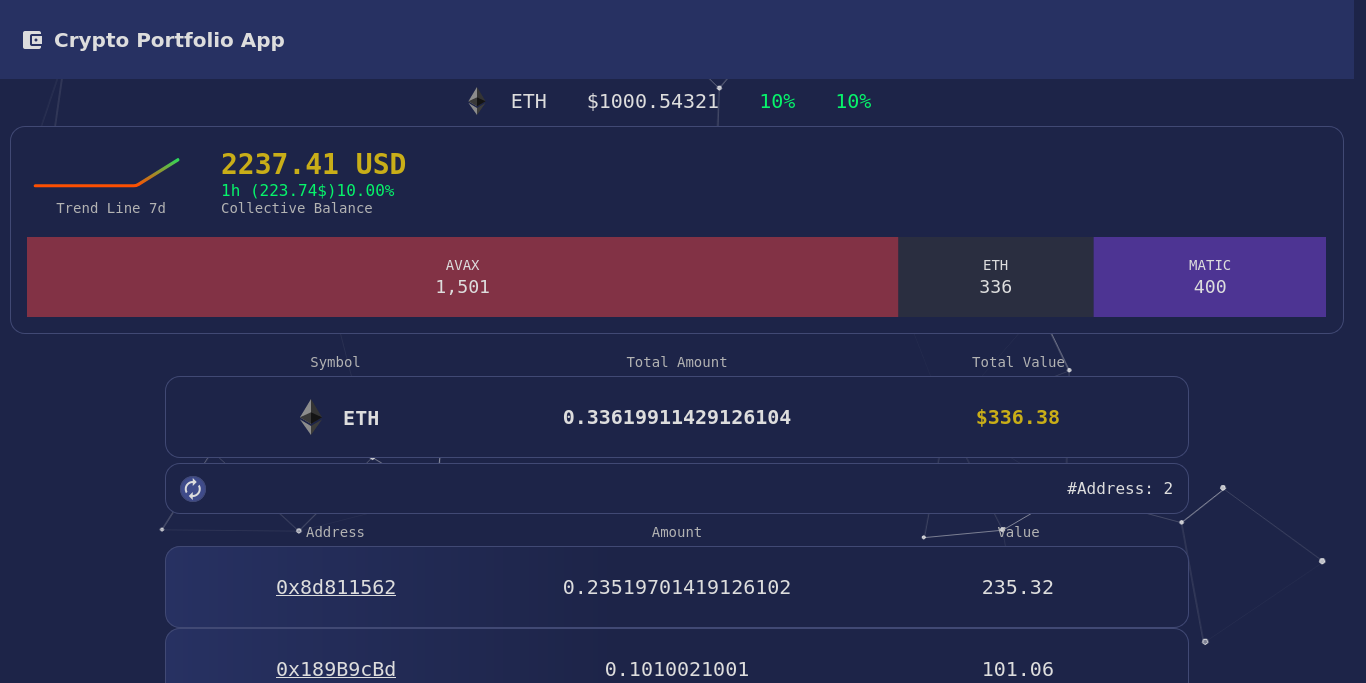 Crypto Portfolio App
ETH $1000.54321 10% 10%
2237.41 USD
1h (223.74$)10.00%
Trend Line 7d Collective Balance
AVAX ETH MATIC
1,501 336 400
Symbol Total Amount Total Value
ETH 0.33619911429126104 $336.38
#Address: 2
Address Amount Value
0x8d811562 0.23519701419126102 235.32
0x189B9cBd 0.1010021001 101.06